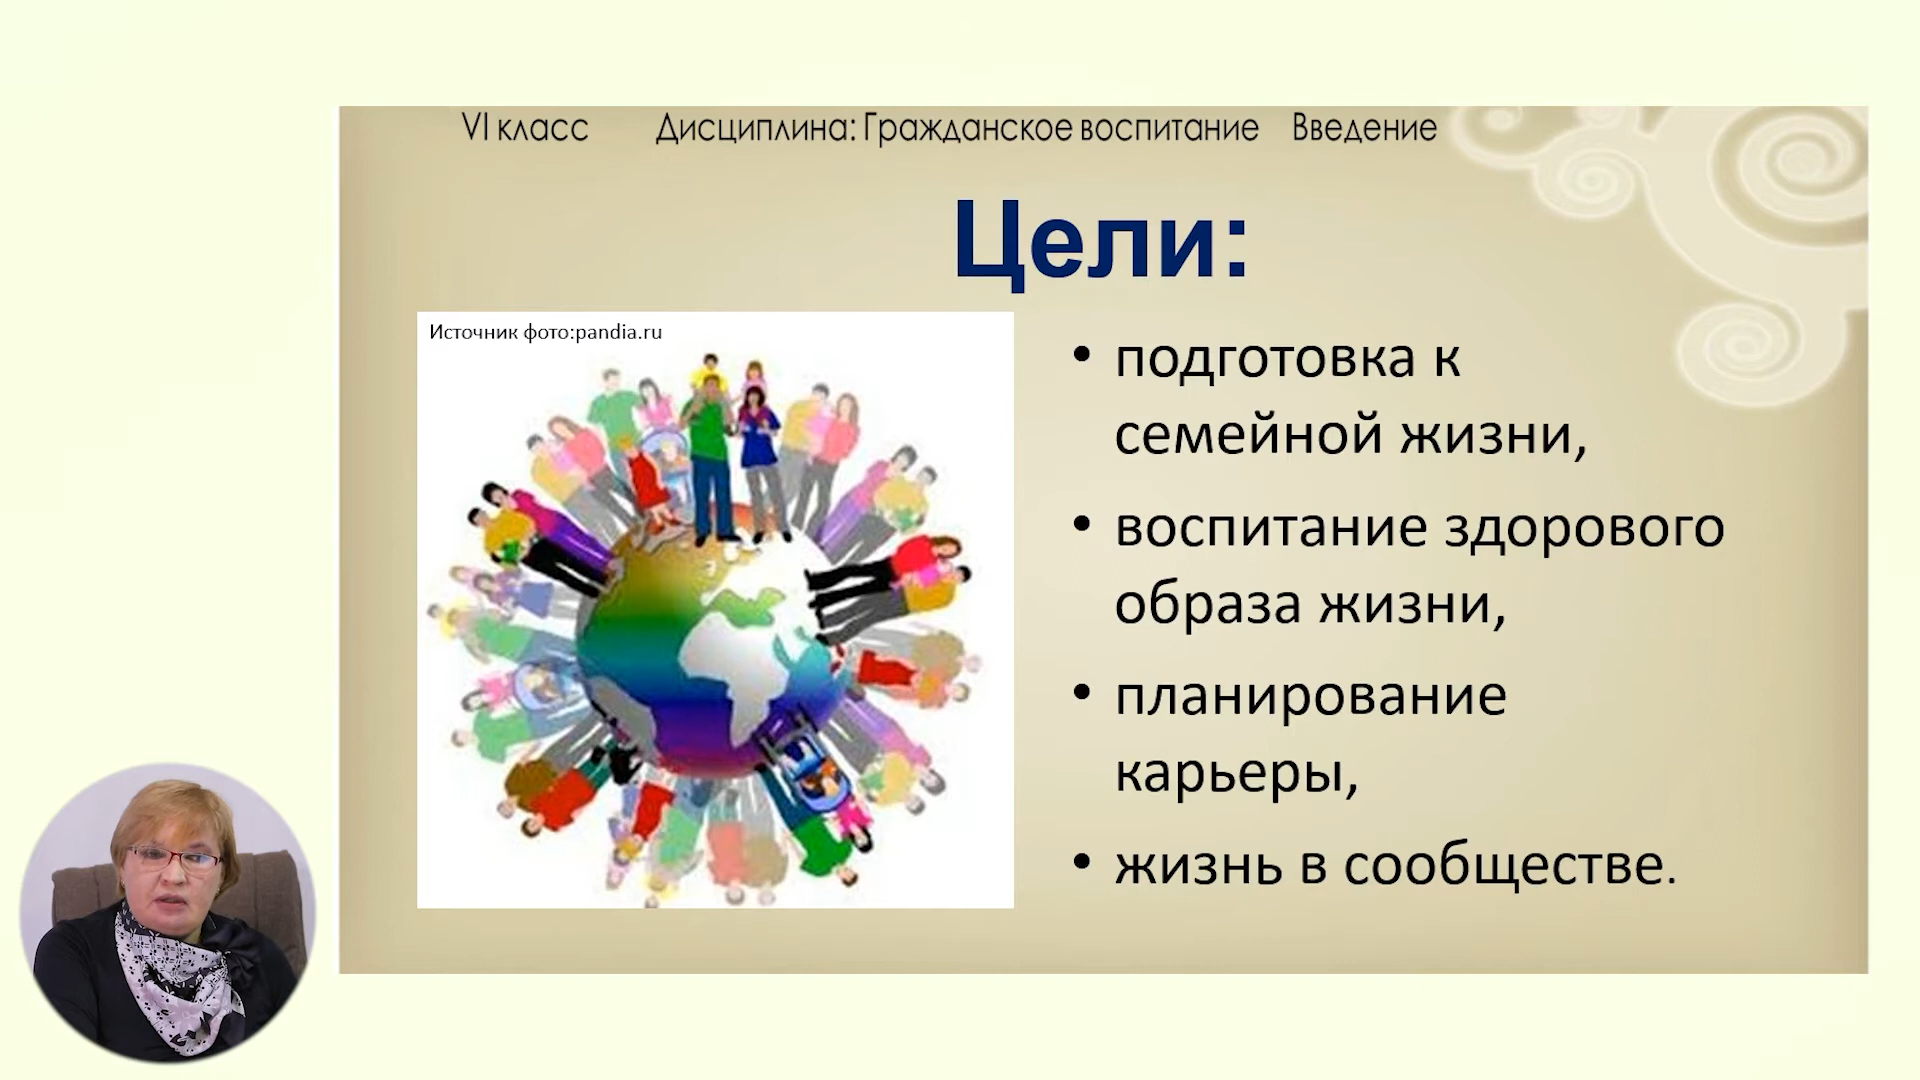 VI класс Дисциплина: Гражданское воспитание Введение
Цели:
Источник фото:pandia.ru
• подготовка к
семейной жизни,
• воспитание здорового
образа жизни,
• планирование
карьеры,
• жизнь в сообществе.